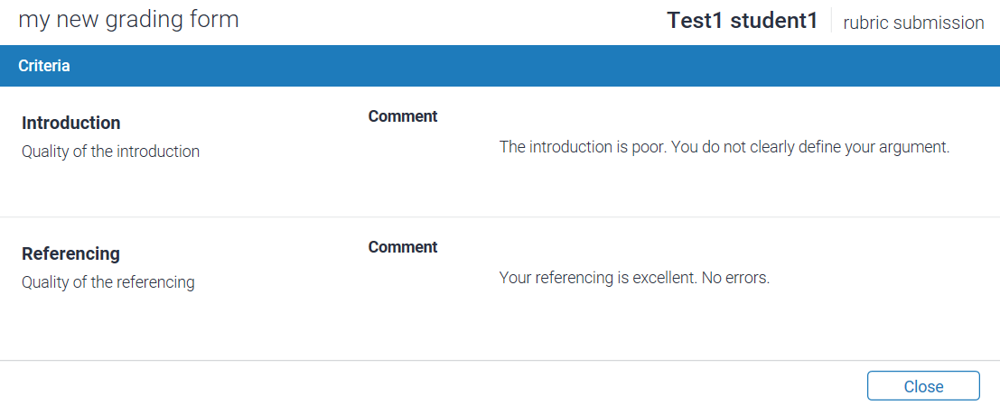 my new grading form
Test1 student1 rubric submission
Criteria
Introduction
Quality of the introduction
Comment
The introduction is poor. You do not clearly define your argument.
Referencing
Quality of the referencing
Comment
Your referencing is excellent. No errors.
Close